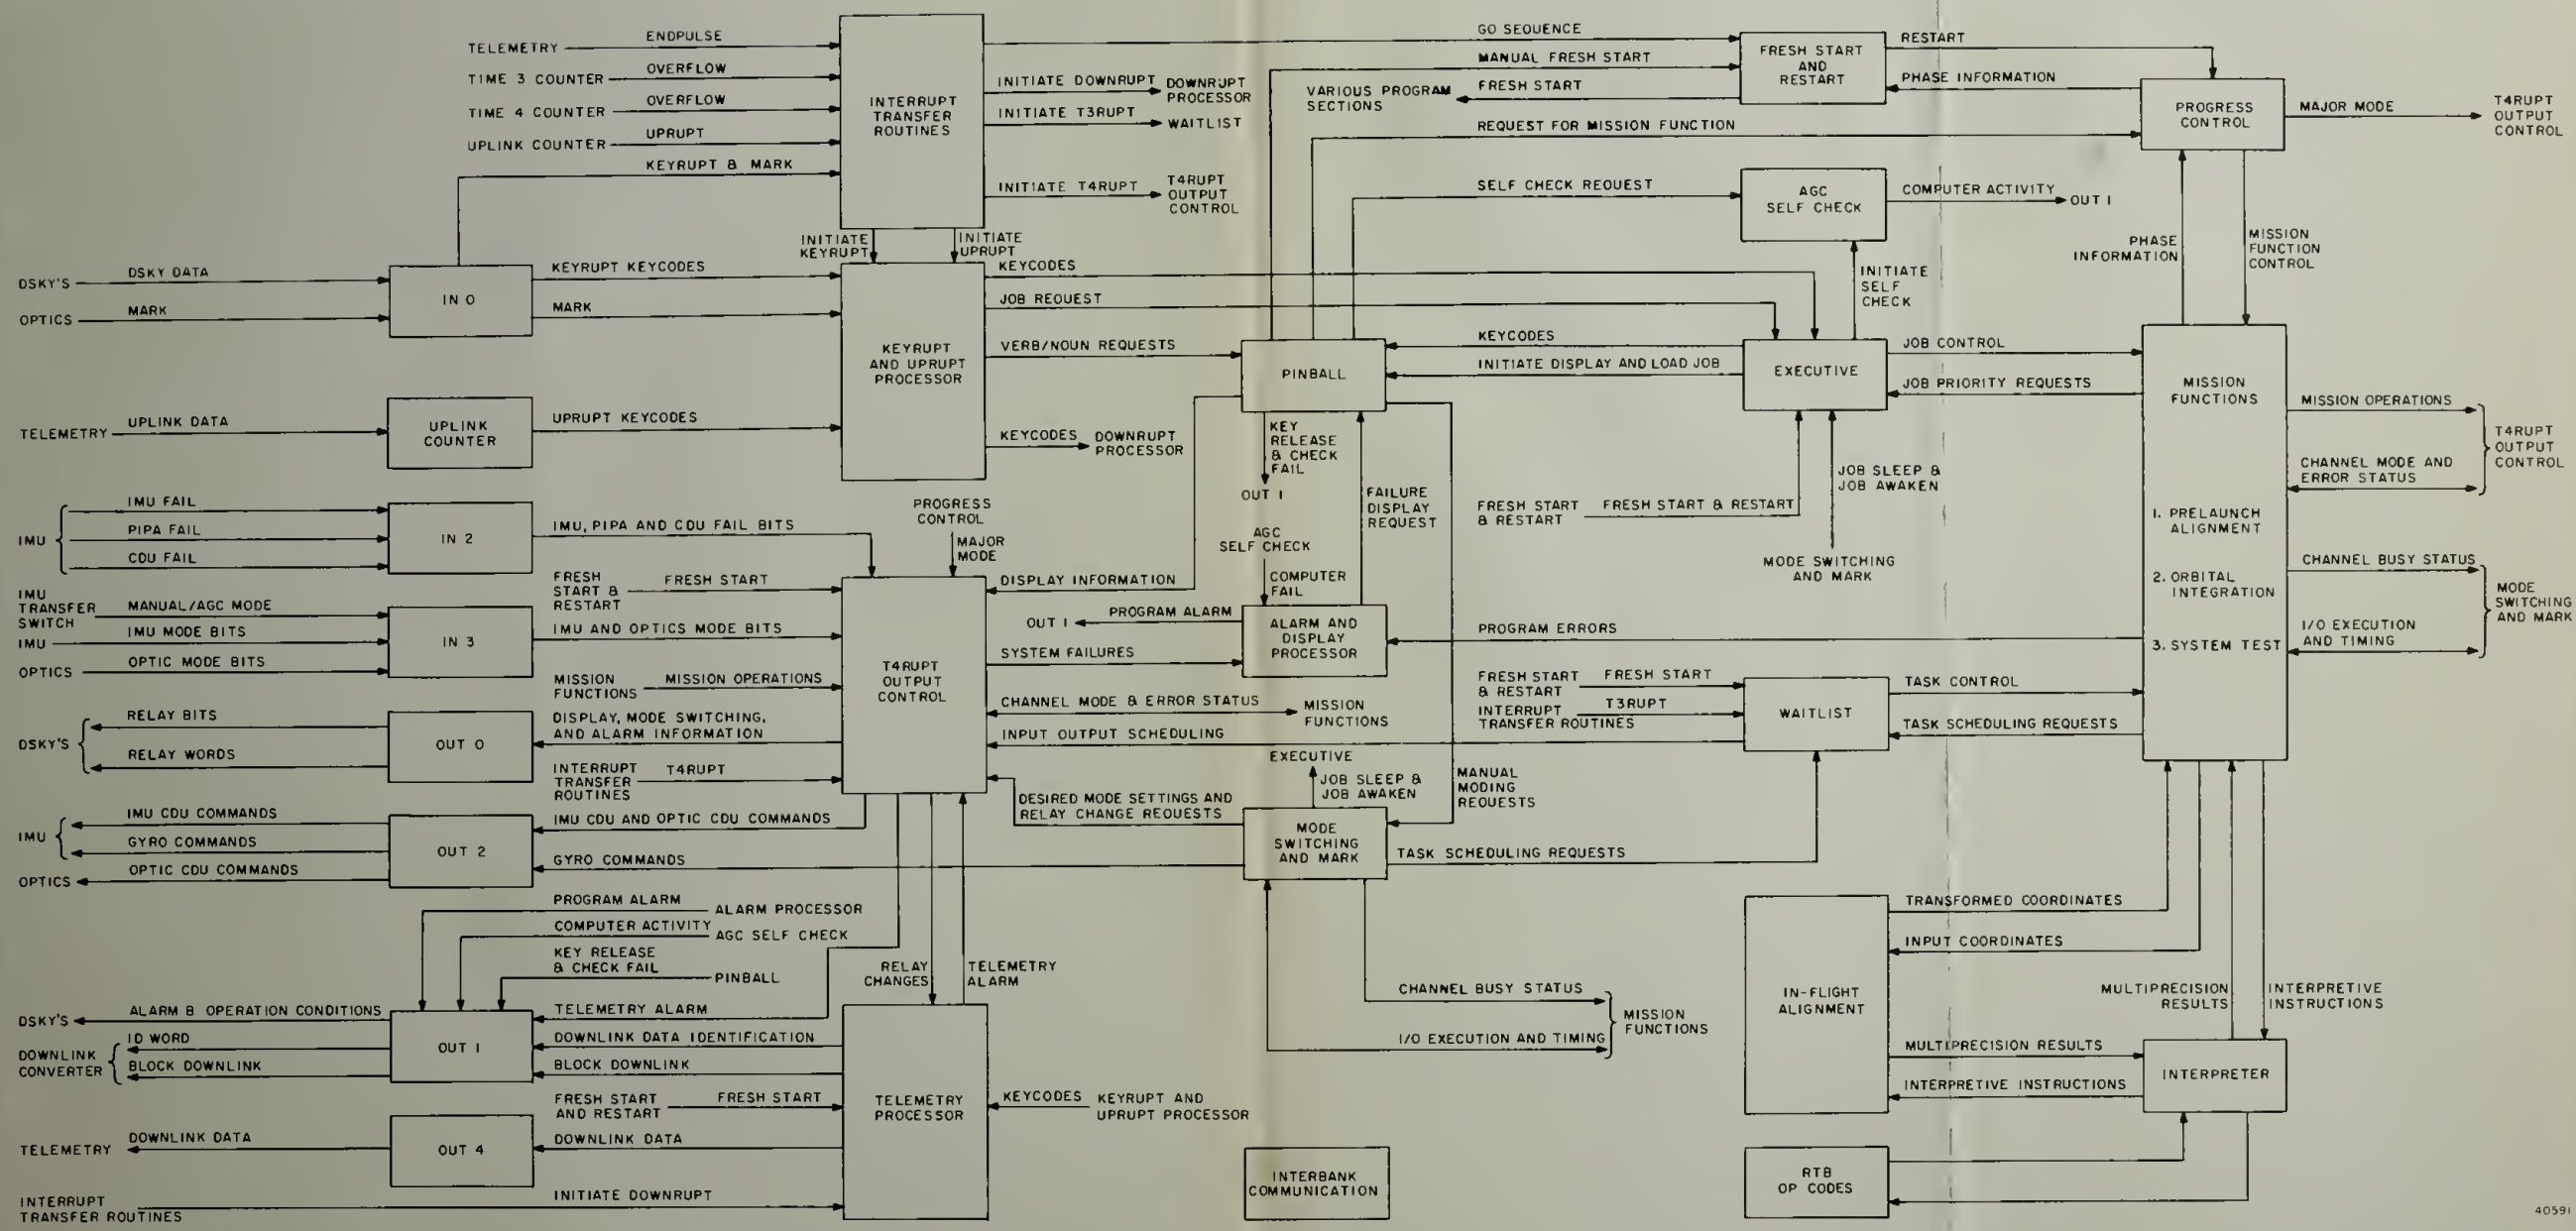 TELEMETRY
ENDPULSE
TIME 3 COUNTER
OVERFLOW
TIME 4 COUNTER
OVERFLOW
UPLINK COUNTER
UPRUPT
KEYRUPT & MARK
INTERRUPT
TRANSFER
ROUTINES
INITIATE DOWNRUPT
DOWNRUPT
PROCESSOR
INITIATE T3RUPT
WAITLIST
INITIATE T4RUPT
T4RUPT
OUTPUT
CONTROL
GO SEQUENCE
MANUAL FRESH START
VARIOUS PROGRAM
SECTIONS
FRESH START
REQUEST FOR MISSION FUNCTION
SELF CHECK REQUEST
FRESH START
AND
RESTART
RESTART
PHASE INFORMATION
PROGRESS
CONTROL
MAJOR MODE
T4RUPT
OUTPUT
CONTROL
AGC
SELF CHECK
COMPUTER ACTIVITY
OUT 1
PHASE
INFORMATION
MISSION
FUNCTION
CONTROL
INITIATE
SELF
CHECK
INITIATE
KEYRUPT
INITIATE
UPRUPT
DSKY'S
DSKY DATA
OPTICS
MARK
IN 0
KEYRUPT KEYCODES
MARK
KEYRUPT
AND UPRUPT
PROCESSOR
KEYCODES
JOB REQUEST
VERB/NOUN REQUESTS
KEYCODES
DOWNRUPT
PROCESSOR
TELEMETRY
UPLINK DATA
UPLINK
COUNTER
UPRUPT KEYCODES
PINBALL
KEYCODES
INITIATE DISPLAY AND LOAD JOB
EXECUTIVE
JOB CONTROL
JOB PRIORITY REQUESTS
MISSION
FUNCTIONS
1. PRELAUNCH
ALIGNMENT
2. ORBITAL
INTEGRATION
3. SYSTEM TEST
MISSION OPERATIONS
CHANNEL MODE AND
ERROR STATUS
T4RUPT
OUTPUT
CONTROL
CHANNEL BUSY STATUS
I/O EXECUTION
AND TIMING
MODE
SWITCHING
AND MARK
KEY
RELEASE
& CHECK
FAIL
OUT 1
FAILURE
DISPLAY
REQUEST
AGC
SELF CHECK
COMPUTER
FAIL
FRESH START
& RESTART
FRESH START & RESTART
JOB SLEEP &
JOB AWAKEN
MODE SWITCHING
AND MARK
IMU
IMU FAIL
PIPA FAIL
CDU FAIL
IN 2
IMU, PIPA AND CDU FAIL BITS
PROGRESS
CONTROL
MAJOR
MODE
FRESH
START &
RESTART
FRESH START
IMU
TRANSFER
SWITCH
MANUAL/AGC MODE
IMU
IMU MODE BITS
OPTICS
OPTIC MODE BITS
IN 3
IMU AND OPTICS MODE BITS
MISSION
FUNCTIONS
MISSION OPERATIONS
T4RUPT
OUTPUT
CONTROL
DISPLAY INFORMATION
OUT 1
PROGRAM ALARM
ALARM AND
DISPLAY
PROCESSOR
SYSTEM FAILURES
PROGRAM ERRORS
CHANNEL MODE & ERROR STATUS
MISSION
FUNCTIONS
INPUT OUTPUT SCHEDULING
FRESH START
& RESTART
FRESH START
INTERRUPT
TRANSFER ROUTINES
T3RUPT
WAITLIST
TASK CONTROL
TASK SCHEDULING REQUESTS
DSKY'S
RELAY BITS
RELAY WORDS
OUT 0
DISPLAY, MODE SWITCHING,
AND ALARM INFORMATION
INTERRUPT
TRANSFER
ROUTINES
T4RUPT
EXECUTIVE
JOB SLEEP &
JOB AWAKEN
MANUAL
MODING
REQUESTS
DESIRED MODE SETTINGS AND
RELAY CHANGE REQUESTS
MODE
SWITCHING
AND MARK
TASK SCHEDULING REQUESTS
IMU
IMU CDU COMMANDS
GYRO COMMANDS
OPTICS
OPTIC CDU COMMANDS
OUT 2
IMU CDU AND OPTIC CDU COMMANDS
GYRO COMMANDS
PROGRAM ALARM
ALARM PROCESSOR
COMPUTER ACTIVITY
AGC SELF CHECK
KEY RELEASE
& CHECK FAIL
PINBALL
RELAY
CHANGES
TELEMETRY
ALARM
TELEMETRY ALARM
DSKY'S
ALARM & OPERATION CONDITIONS
DOWNLINK
CONVERTER
ID WORD
BLOCK DOWNLINK
OUT 1
DOWNLINK DATA IDENTIFICATION
BLOCK DOWNLINK
FRESH START
AND RESTART
FRESH START
TELEMETRY
PROCESSOR
KEYCODES
KEYRUPT AND
UPRUPT PROCESSOR
TELEMETRY
DOWNLINK DATA
OUT 4
DOWNLINK DATA
INTERRUPT
TRANSFER ROUTINES
INITIATE DOWNRUPT
CHANNEL BUSY STATUS
I/O EXECUTION AND TIMING
MISSION
FUNCTIONS
INTERBANK
COMMUNICATION
IN-FLIGHT
ALIGNMENT
TRANSFORMED COORDINATES
INPUT COORDINATES
MULTIPRECISION
RESULTS
INTERPRETIVE
INSTRUCTIONS
MULTIPRECISION RESULTS
INTERPRETIVE INSTRUCTIONS
INTERPRETER
RTB
OP CODES
40591